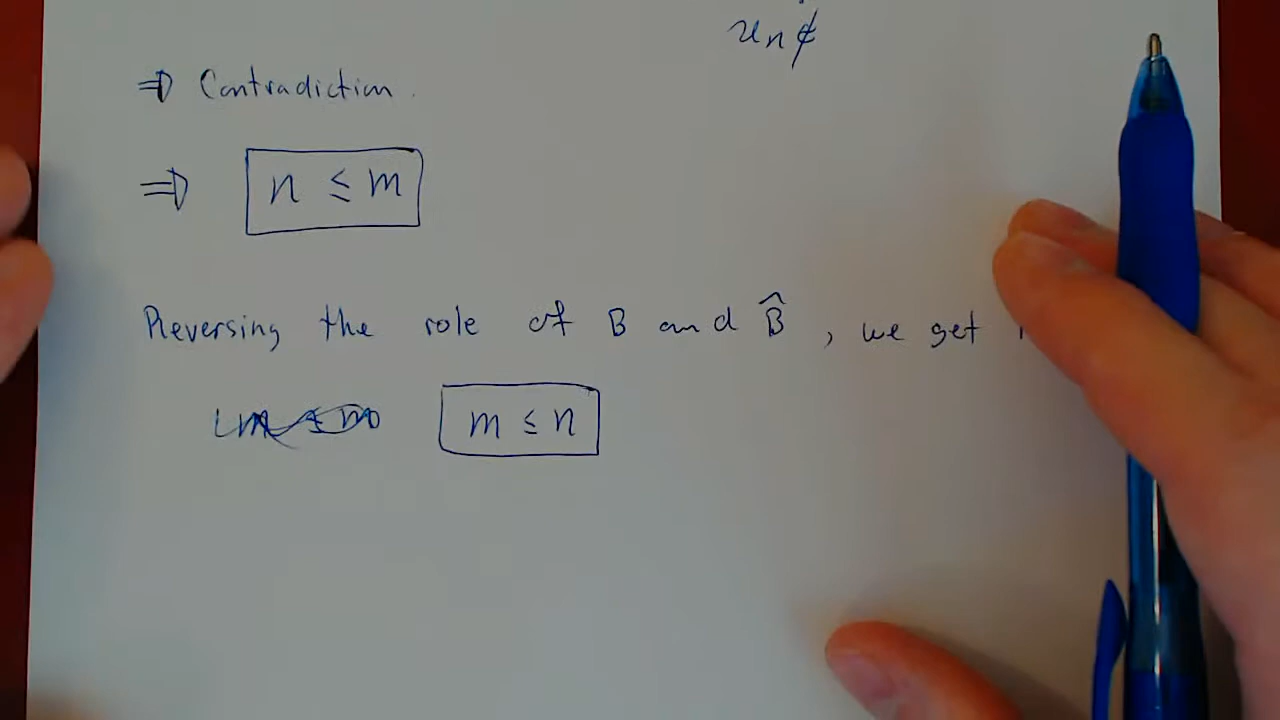 un∉
⇒ Contradiction.
⇒ n ≤ m
Reversing the role of B and B̂, we get
m ≤ n